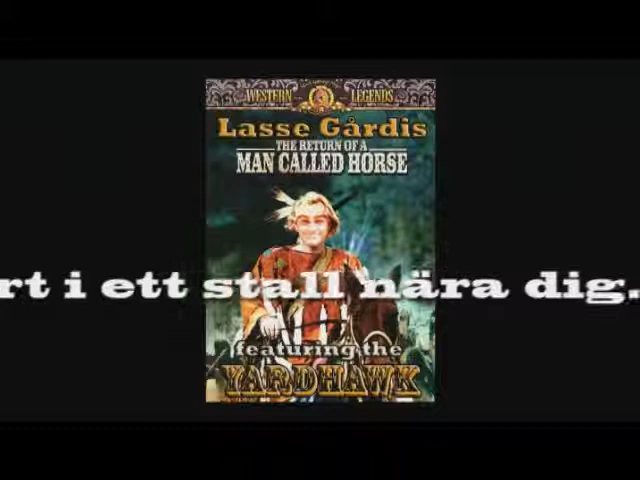 WESTERN LEGENDS
Lasse Gårdis
THE RETURN OF A
MAN CALLED HORSE
rt i ett stall nära dig.
featuring the
YARDHAWK